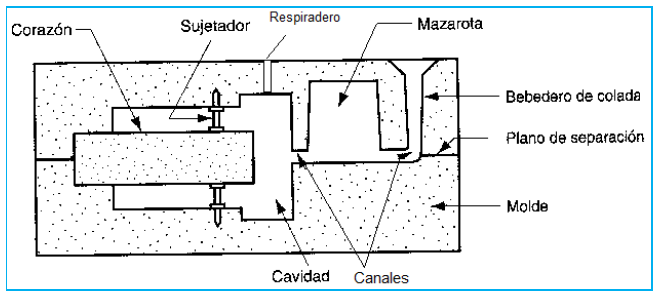 Respiradero
Corazón
Sujetador
Mazarota
Bebedero de colada
Plano de separación
Molde
Cavidad
Canales